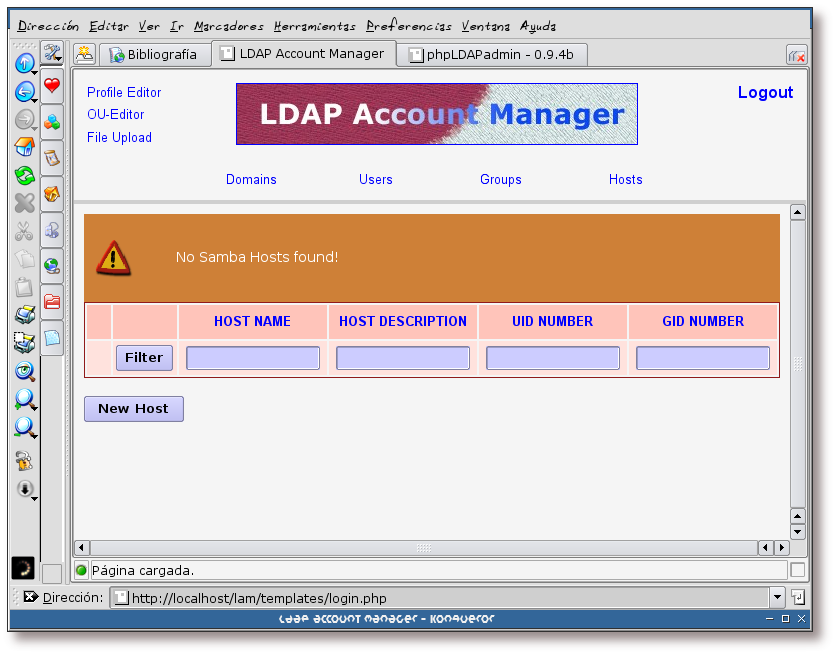 Dirección Editar Ver Ir Marcadores Herramientas Preferencias Ventana Ayuda
Bibliografía LDAP Account Manager phpLDAPadmin - 0.9.4b
Profile Editor
OU-Editor
File Upload
LDAP Account Manager
Logout
Domains Users Groups Hosts
No Samba Hosts found!
HOST NAME HOST DESCRIPTION UID NUMBER GID NUMBER
Filter
New Host
Página cargada.
Dirección: http://localhost/lam/templates/login.php
LDAP Account Manager - Konqueror